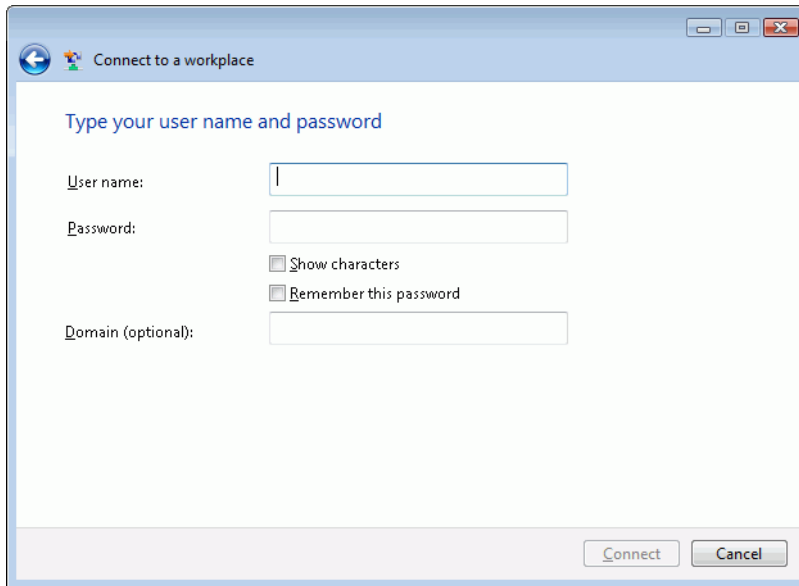 Connect to a workplace
Type your user name and password
User name:
Password:
Show characters
Remember this password
Domain (optional):
Connect Cancel